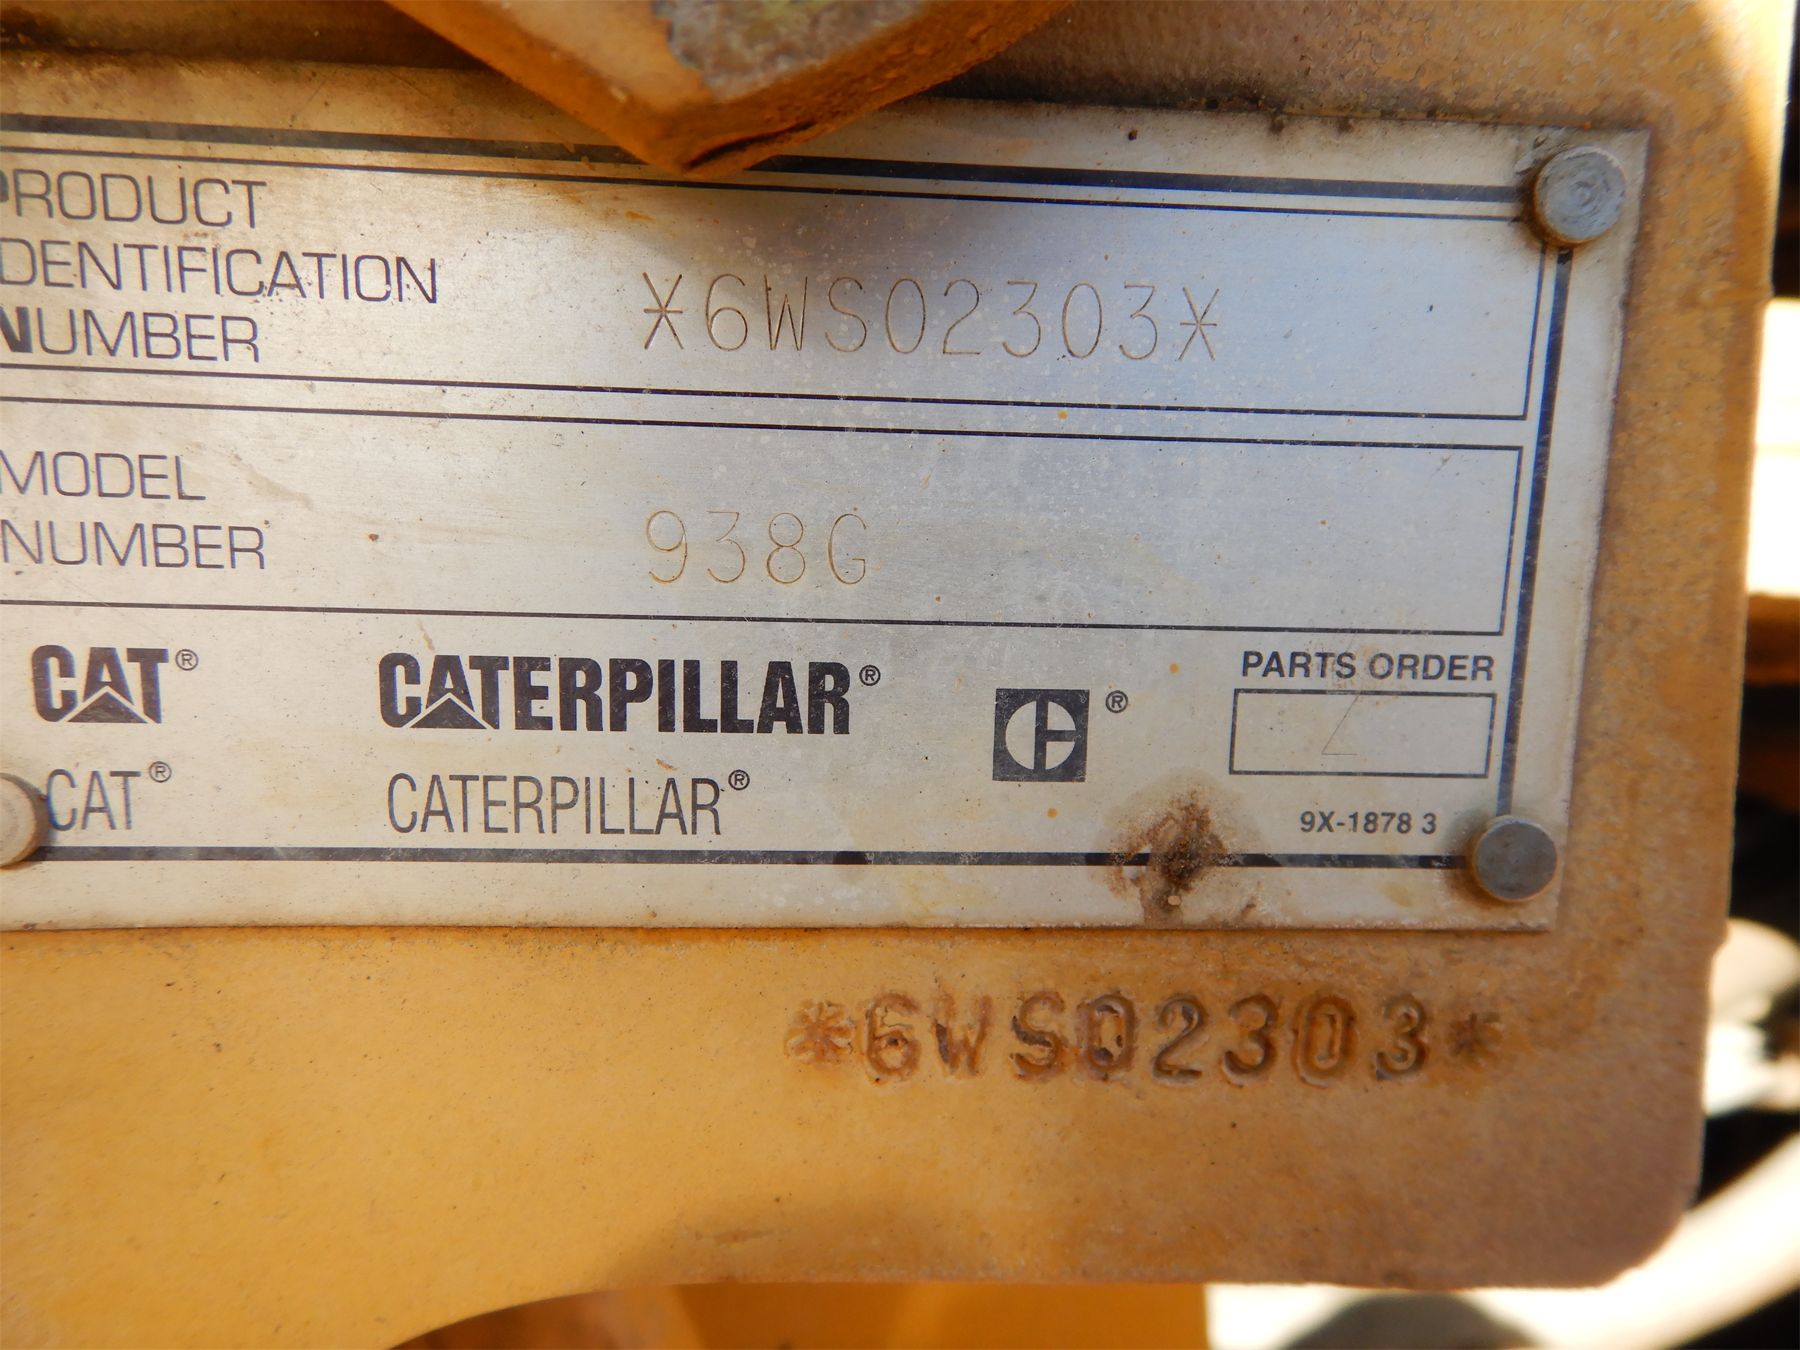 PRODUCT
IDENTIFICATION
NUMBER
*6WS02303*
MODEL
NUMBER
938G
CAT®
CATERPILLAR®
®
PARTS ORDER
CAT®
CATERPILLAR®
9X-1878 3
*6WS02303*